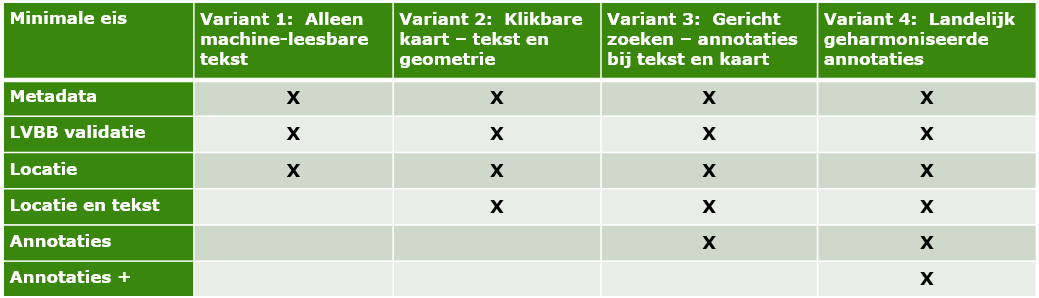 Minimale eis
Variant 1:  Alleen
machine-leesbare
tekst
Variant 2:  Klikbare
kaart – tekst en
geometrie
Variant 3:  Gericht
zoeken – annotaties
bij tekst en kaart
Variant 4:  Landelijk
geharmoniseerde
annotaties
Metadata X X X X
LVBB validatie X X X X
Locatie X X X X
Locatie en tekst X X X
Annotaties X X
Annotaties + X